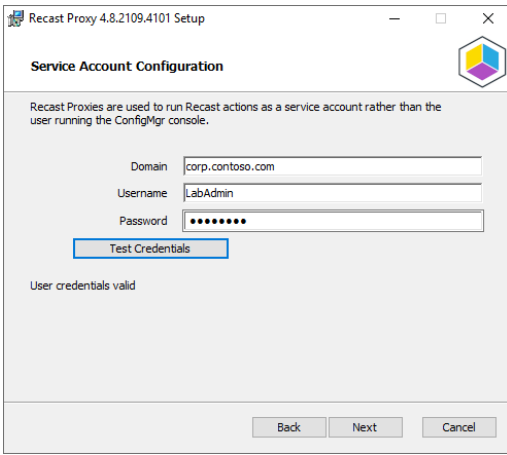 Recast Proxy 4.8.2109.4101 Setup
Service Account Configuration
Recast Proxies are used to run Recast actions as a service account rather than the
user running the ConfigMgr console.
Domain corp.contoso.com
Username LabAdmin
Password ●●●●●●●●
Test Credentials
User credentials valid
Back Next Cancel